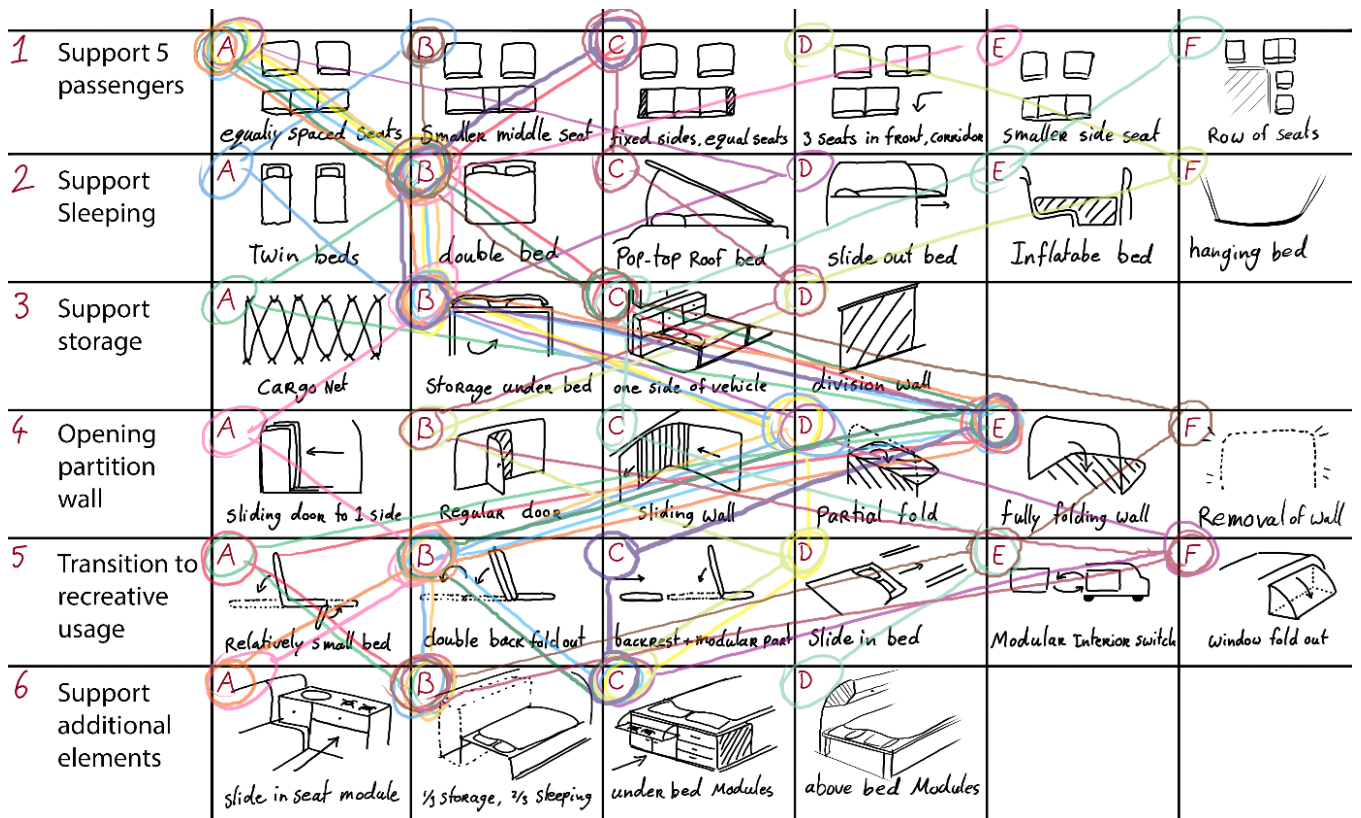 A B C D E F
1 Support 5
passengers
equally spaced seats
Smaller middle seat
fixed sides, equal seats
3 seats in front, corridor
Smaller side seat
Row of seats
A B C D E F
2 Support
Sleeping
Twin beds
double bed
Pop-top Roof bed
slide out bed
Inflatabe bed
hanging bed
A B C D
3 Support
storage
Cargo Net
Storage under bed
one side of vehicle
division wall
A B C D E F
4 Opening
partition
wall
Sliding door to 1 side
Regular door
Sliding Wall
Partial fold
fully folding wall
Removal of wall
A B C D E F
5 Transition to
recreative
usage
Relatively small bed
double back fold out
backrest + modular part
Slide in bed
Modular Interior switch
window fold out
A B C D
6 Support
additional
elements
slide in seat module
1/3 storage, 2/3 sleeping
under bed Modules
above bed Modules